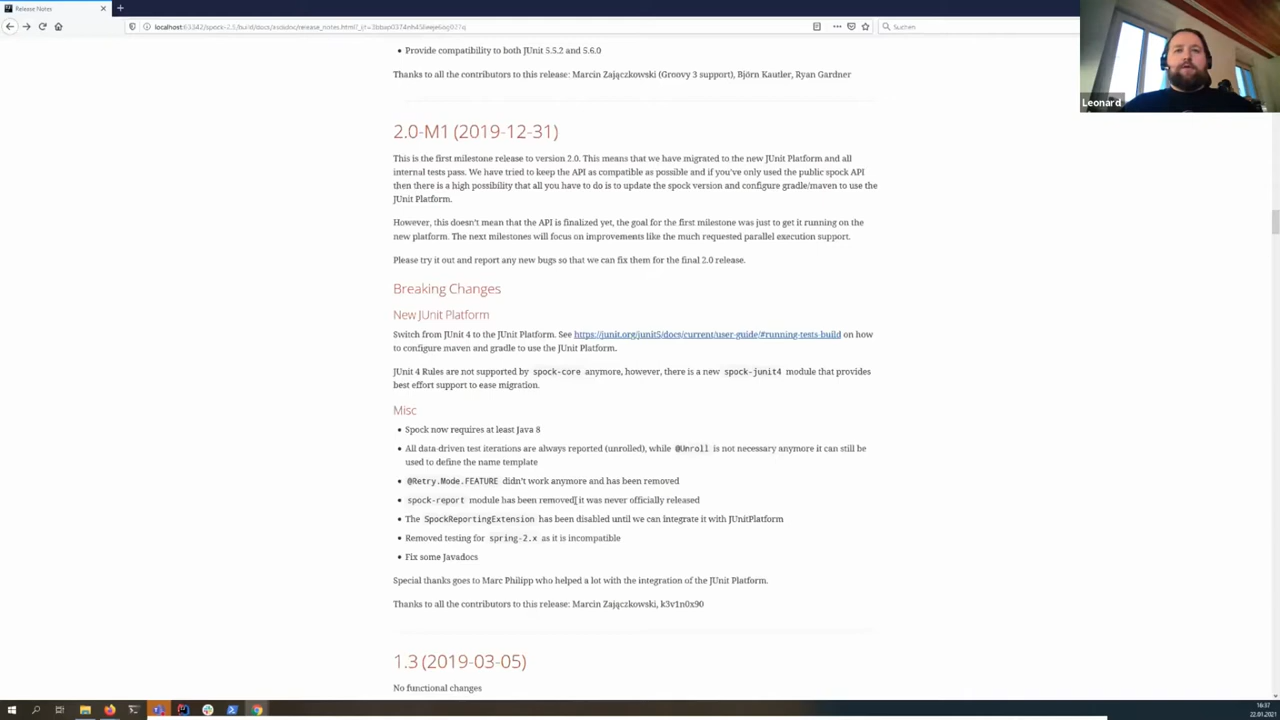 Release Notes
localhost:63342/spock-2.5/build/docs/asciidoc/release_notes.html
Suchen
Leonard
• Provide compatibility to both JUnit 5.5.2 and 5.6.0
Thanks to all the contributors to this release: Marcin Zajączkowski (Groovy 3 support), Björn Kautler, Ryan Gardner
2.0-M1 (2019-12-31)
This is the first milestone release to version 2.0. This means that we have migrated to the new JUnit Platform and all
internal tests pass. We have tried to keep the API as compatible as possible and if you've only used the public spock API
then there is a high possibility that all you have to do is to update the spock version and configure gradle/maven to use the
JUnit Platform.
However, this doesn't mean that the API is finalized yet, the goal for the first milestone was just to get it running on the
new platform. The next milestones will focus on improvements like the much requested parallel execution support.
Please try it out and report any new bugs so that we can fix them for the final 2.0 release.
Breaking Changes
New JUnit Platform
Switch from JUnit 4 to the JUnit Platform. See https://junit.org/junit5/docs/current/user-guide/#running-tests-build on how
to configure maven and gradle to use the JUnit Platform.
JUnit 4 Rules are not supported by spock-core anymore, however, there is a new spock-junit4 module that provides
best effort support to ease migration.
Misc
• Spock now requires at least Java 8
• All data-driven test iterations are always reported (unrolled), while @Unroll is not necessary anymore it can still be
used to define the name template
• @Retry.Mode.FEATURE didn't work anymore and has been removed
• spock-report module has been removed it was never officially released
• The SpockReportingExtension has been disabled until we can integrate it with JUnitPlatform
• Removed testing for spring-2.x as it is incompatible
• Fix some Javadocs
Special thanks goes to Marc Philipp who helped a lot with the integration of the JUnit Platform.
Thanks to all the contributors to this release: Marcin Zajączkowski, k3v1n0x90
1.3 (2019-03-05)
No functional changes
16:37
22.01.2021